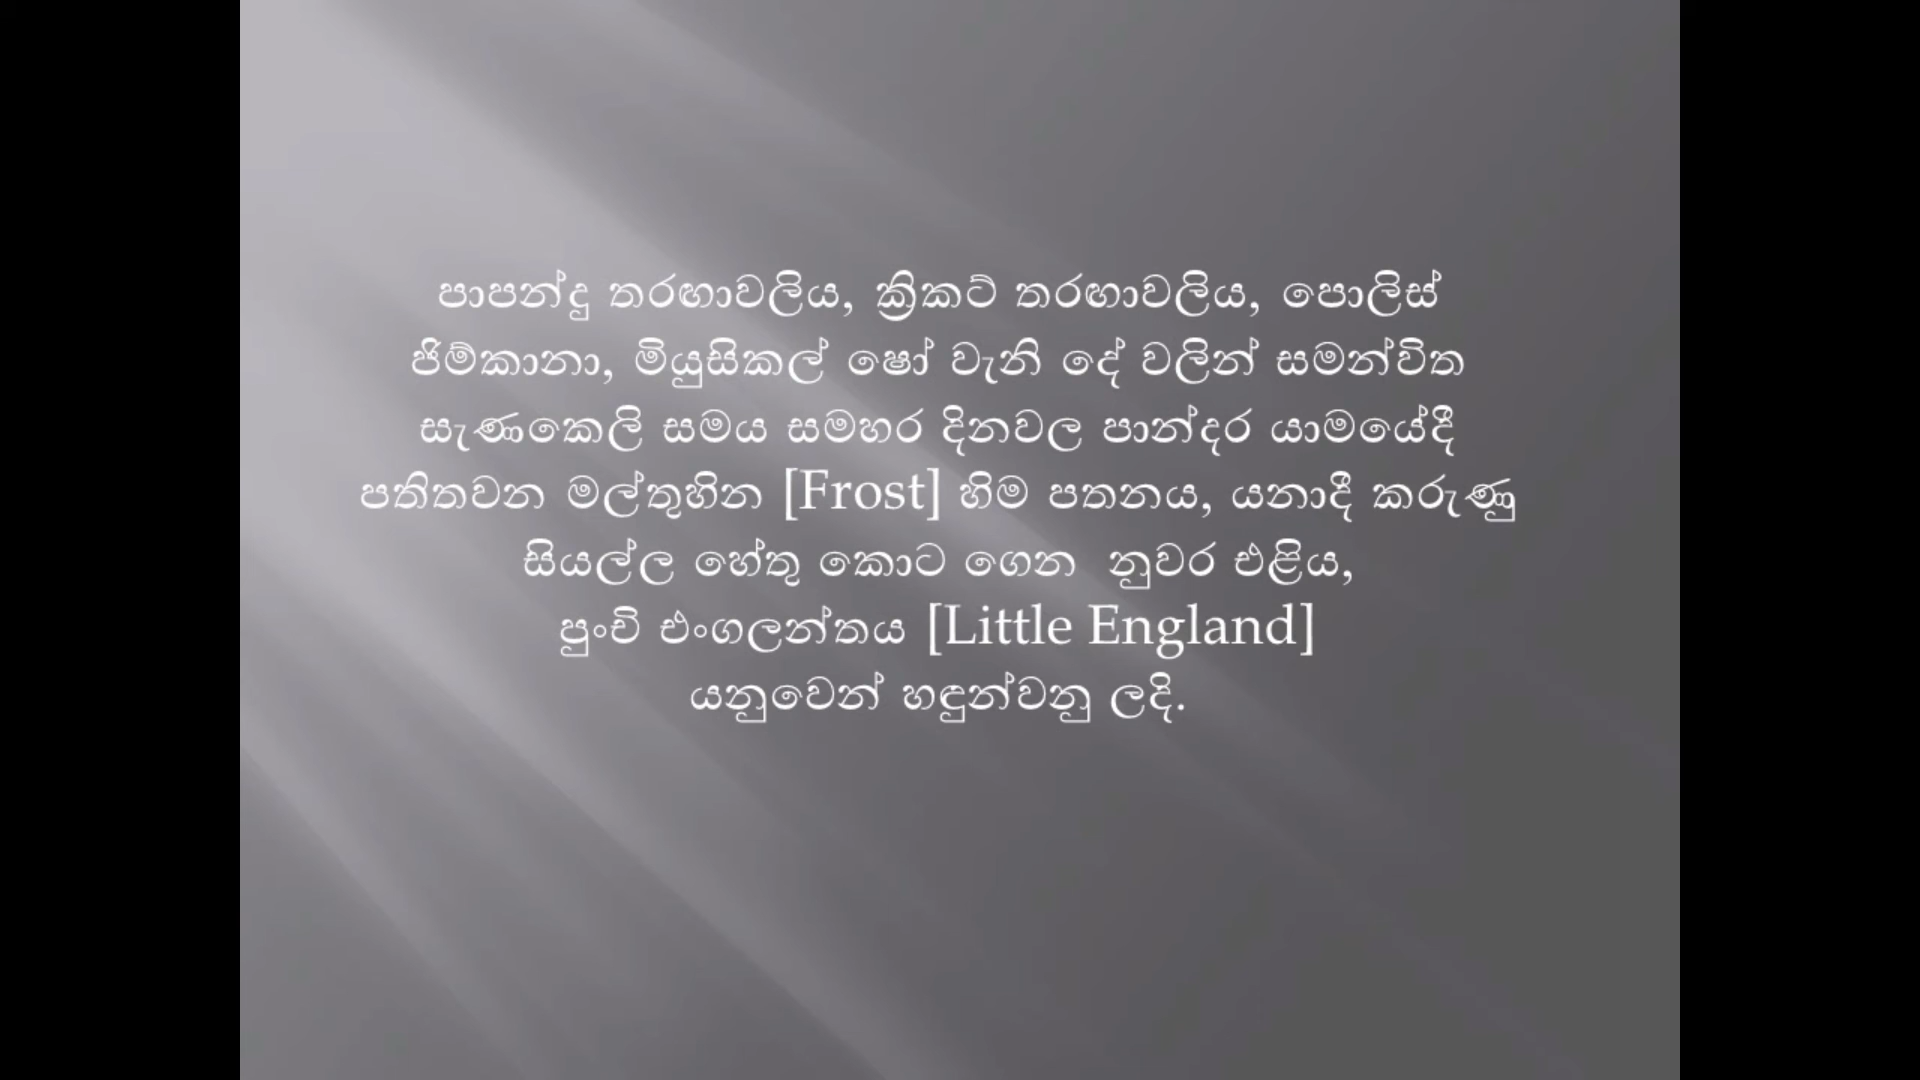 පාපන්දු තරඟාවලිය, ක්‍රිකට් තරඟාවලිය, පොලිස්
ජිම්කානා, මියුසිකල් ෂෝ වැනි දේ වලින් සමන්විත
සැණකෙලි සමය සමහර දිනවල පාන්දර යාමයේදී
පතිතවන මල්තුහින [Frost] හිම පතනය, යනාදී කරුණු
සියල්ල හේතු කොට ගෙන නුවර එළිය,
පුංචි එංගලන්තය [Little England]
යනුවෙන් හඳුන්වනු ලදි.